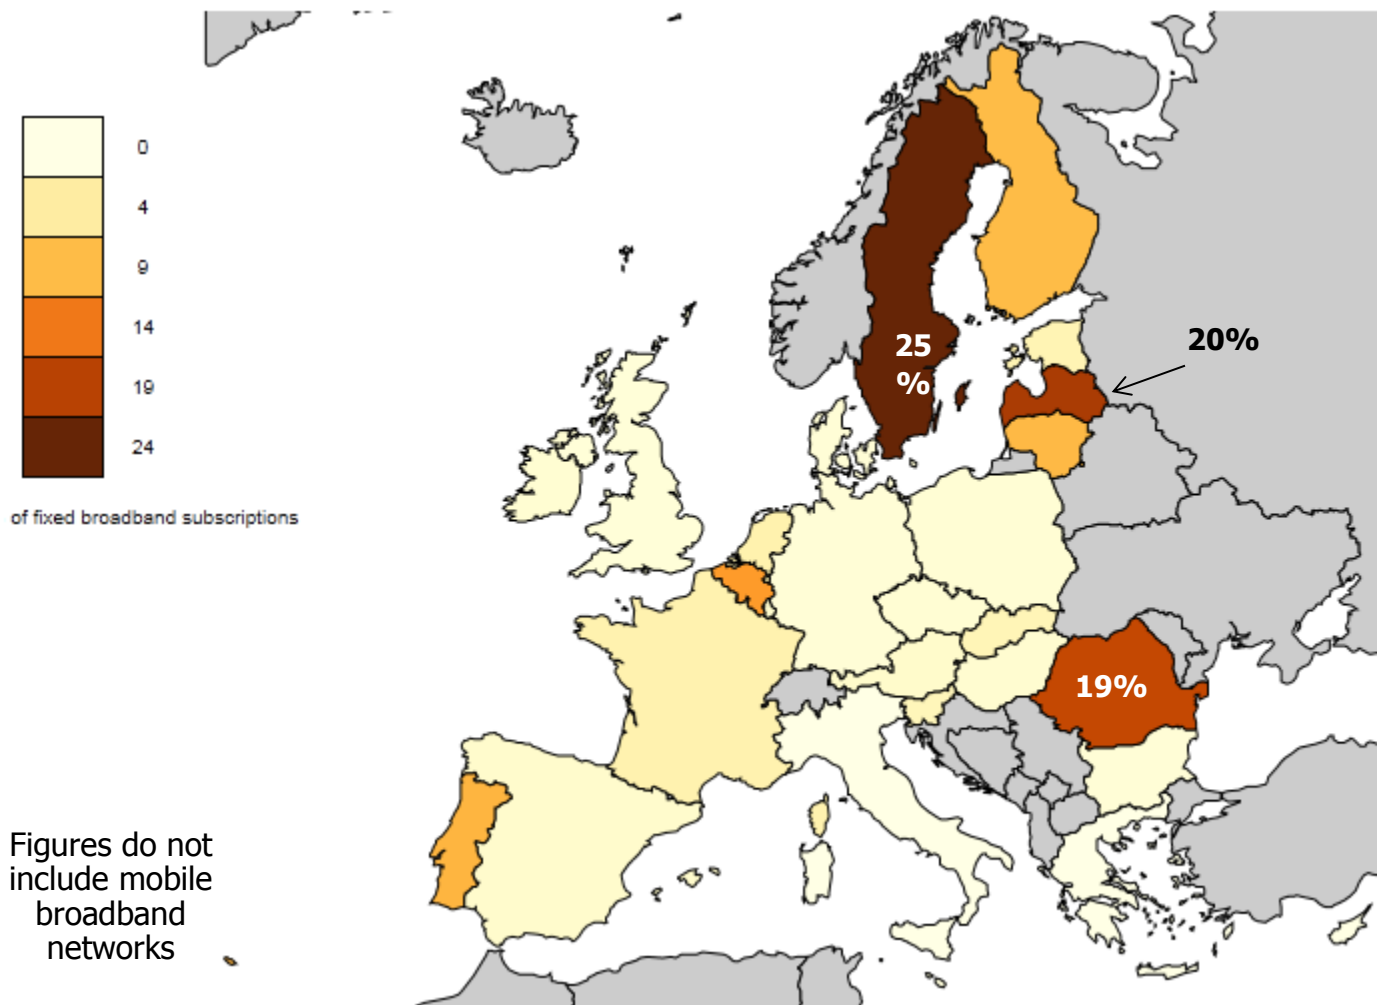 0
4
9
14
19
24
of fixed broadband subscriptions
25
%
20%
19%
Figures do not
include mobile
broadband
networks